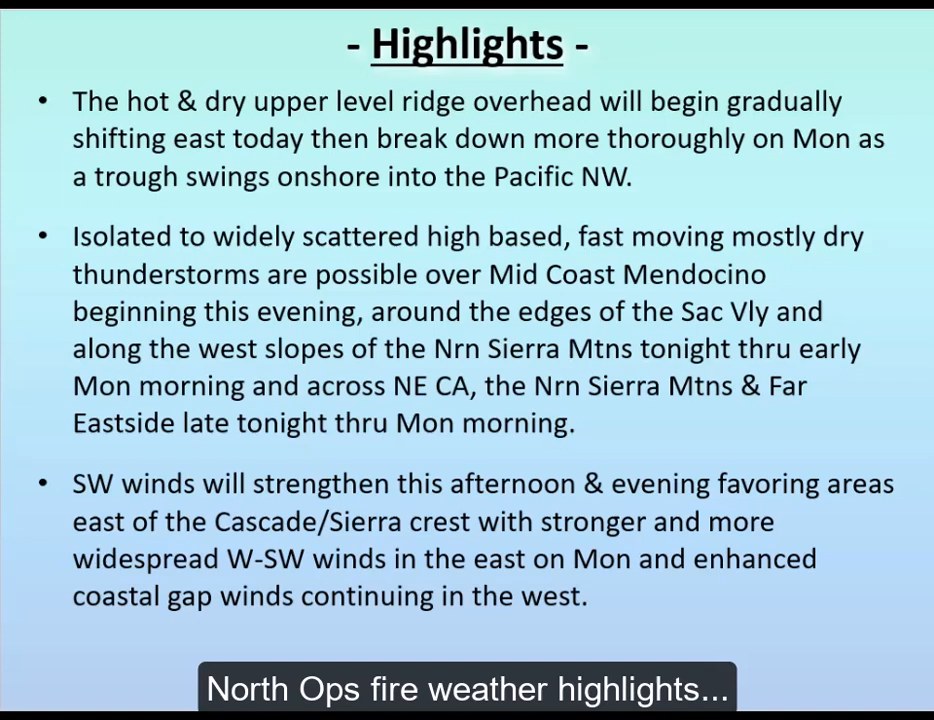 - Highlights -
• The hot & dry upper level ridge overhead will begin gradually
shifting east today then break down more thoroughly on Mon as
a trough swings onshore into the Pacific NW.
• Isolated to widely scattered high based, fast moving mostly dry
thunderstorms are possible over Mid Coast Mendocino
beginning this evening, around the edges of the Sac Vly and
along the west slopes of the Nrn Sierra Mtns tonight thru early
Mon morning and across NE CA, the Nrn Sierra Mtns & Far
Eastside late tonight thru Mon morning.
• SW winds will strengthen this afternoon & evening favoring areas
east of the Cascade/Sierra crest with stronger and more
widespread W-SW winds in the east on Mon and enhanced
coastal gap winds continuing in the west.
North Ops fire weather highlights...